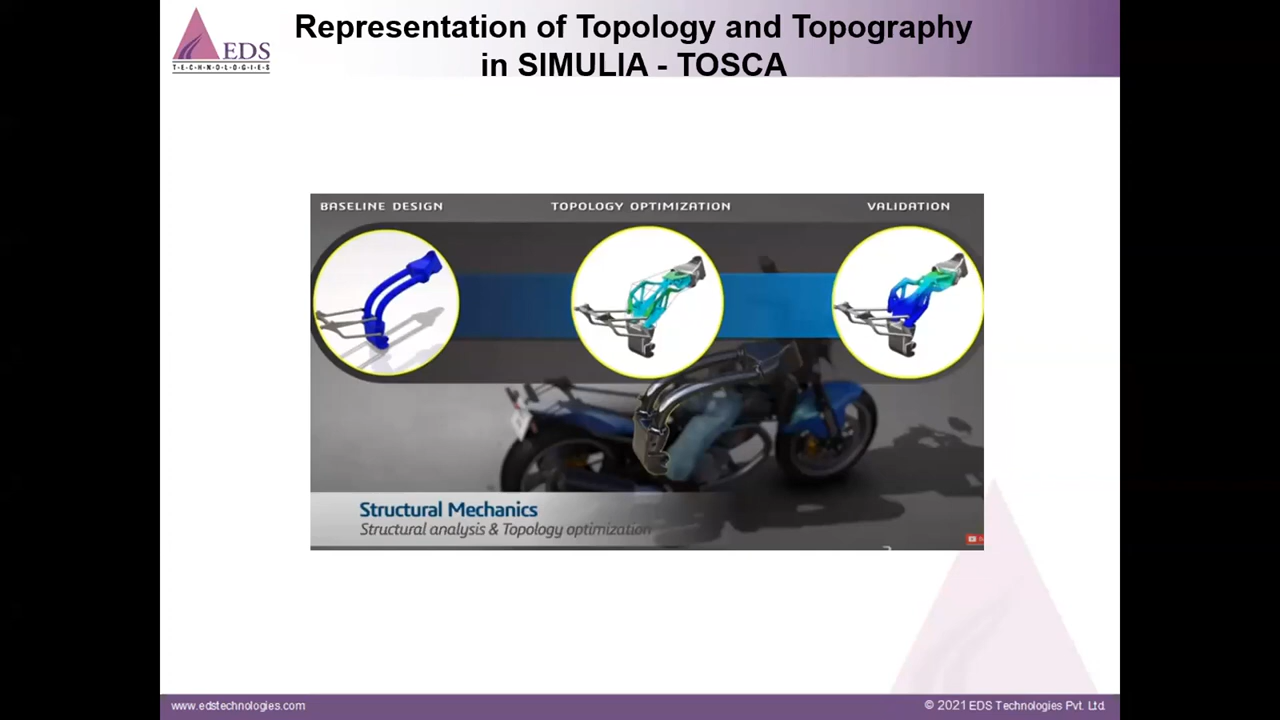 Representation of Topology and Topography
in SIMULIA - TOSCA
EDS
T·E·C·H·N·O·L·O·G·I·E·S
BASELINE DESIGN
TOPOLOGY OPTIMIZATION
VALIDATION
Structural Mechanics
Structural analysis & Topology optimization
www.edstechnologies.com
© 2021 EDS Technologies Pvt. Ltd.